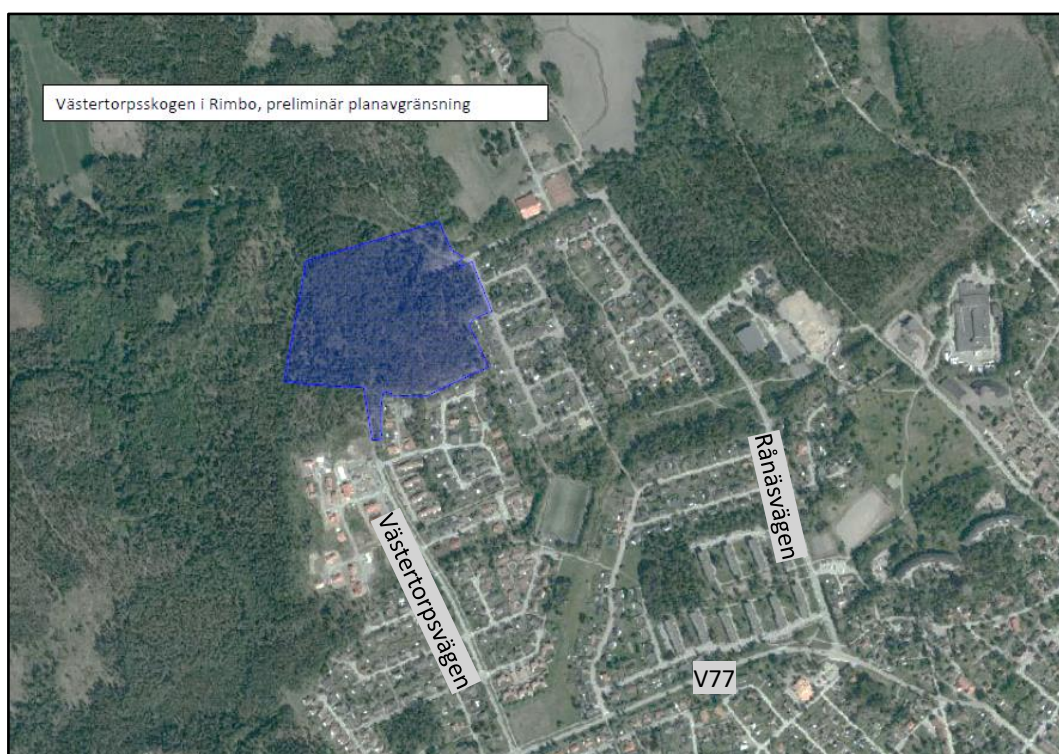 Västertorpsskogen i Rimbo, preliminär planavgränsning
Rånäsvägen
Västertorpsvägen
V77